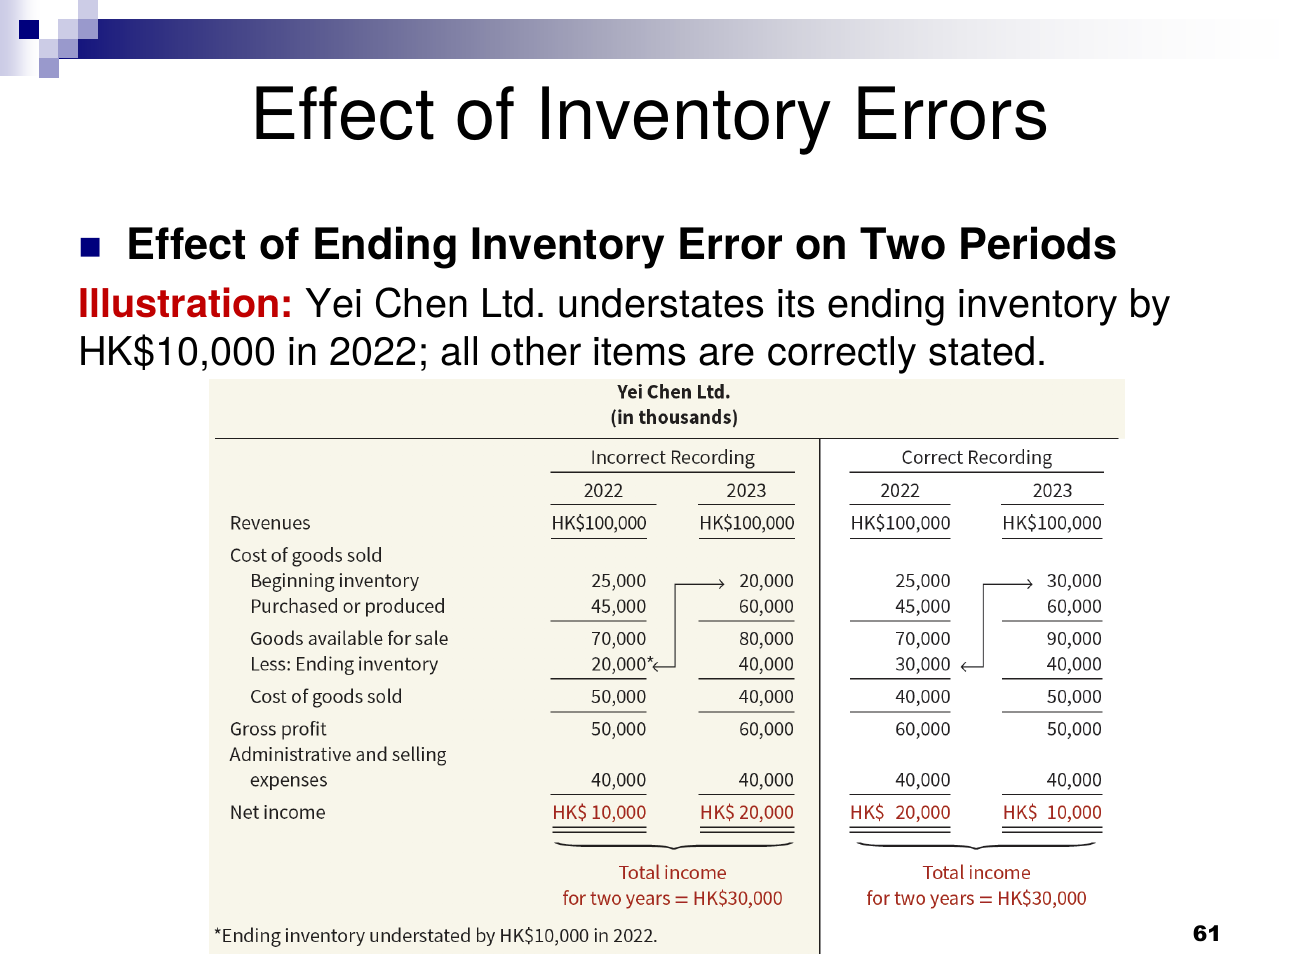 Effect of Inventory Errors
Effect of Ending Inventory Error on Two Periods
Illustration: Yei Chen Ltd. understates its ending inventory by
HK$10,000 in 2022; all other items are correctly stated.
Yei Chen Ltd.
(in thousands)
Incorrect Recording Correct Recording
2022 2023 2022 2023
Revenues HK$100,000 HK$100,000 HK$100,000 HK$100,000
Cost of goods sold
Beginning inventory 25,000 20,000 25,000 30,000
Purchased or produced 45,000 60,000 45,000 60,000
Goods available for sale 70,000 80,000 70,000 90,000
Less: Ending inventory 20,000* 40,000 30,000 40,000
Cost of goods sold 50,000 40,000 40,000 50,000
Gross profit 50,000 60,000 60,000 50,000
Administrative and selling
expenses 40,000 40,000 40,000 40,000
Net income HK$ 10,000 HK$ 20,000 HK$ 20,000 HK$ 10,000
Total income Total income
for two years = HK$30,000 for two years = HK$30,000
*Ending inventory understated by HK$10,000 in 2022.
61